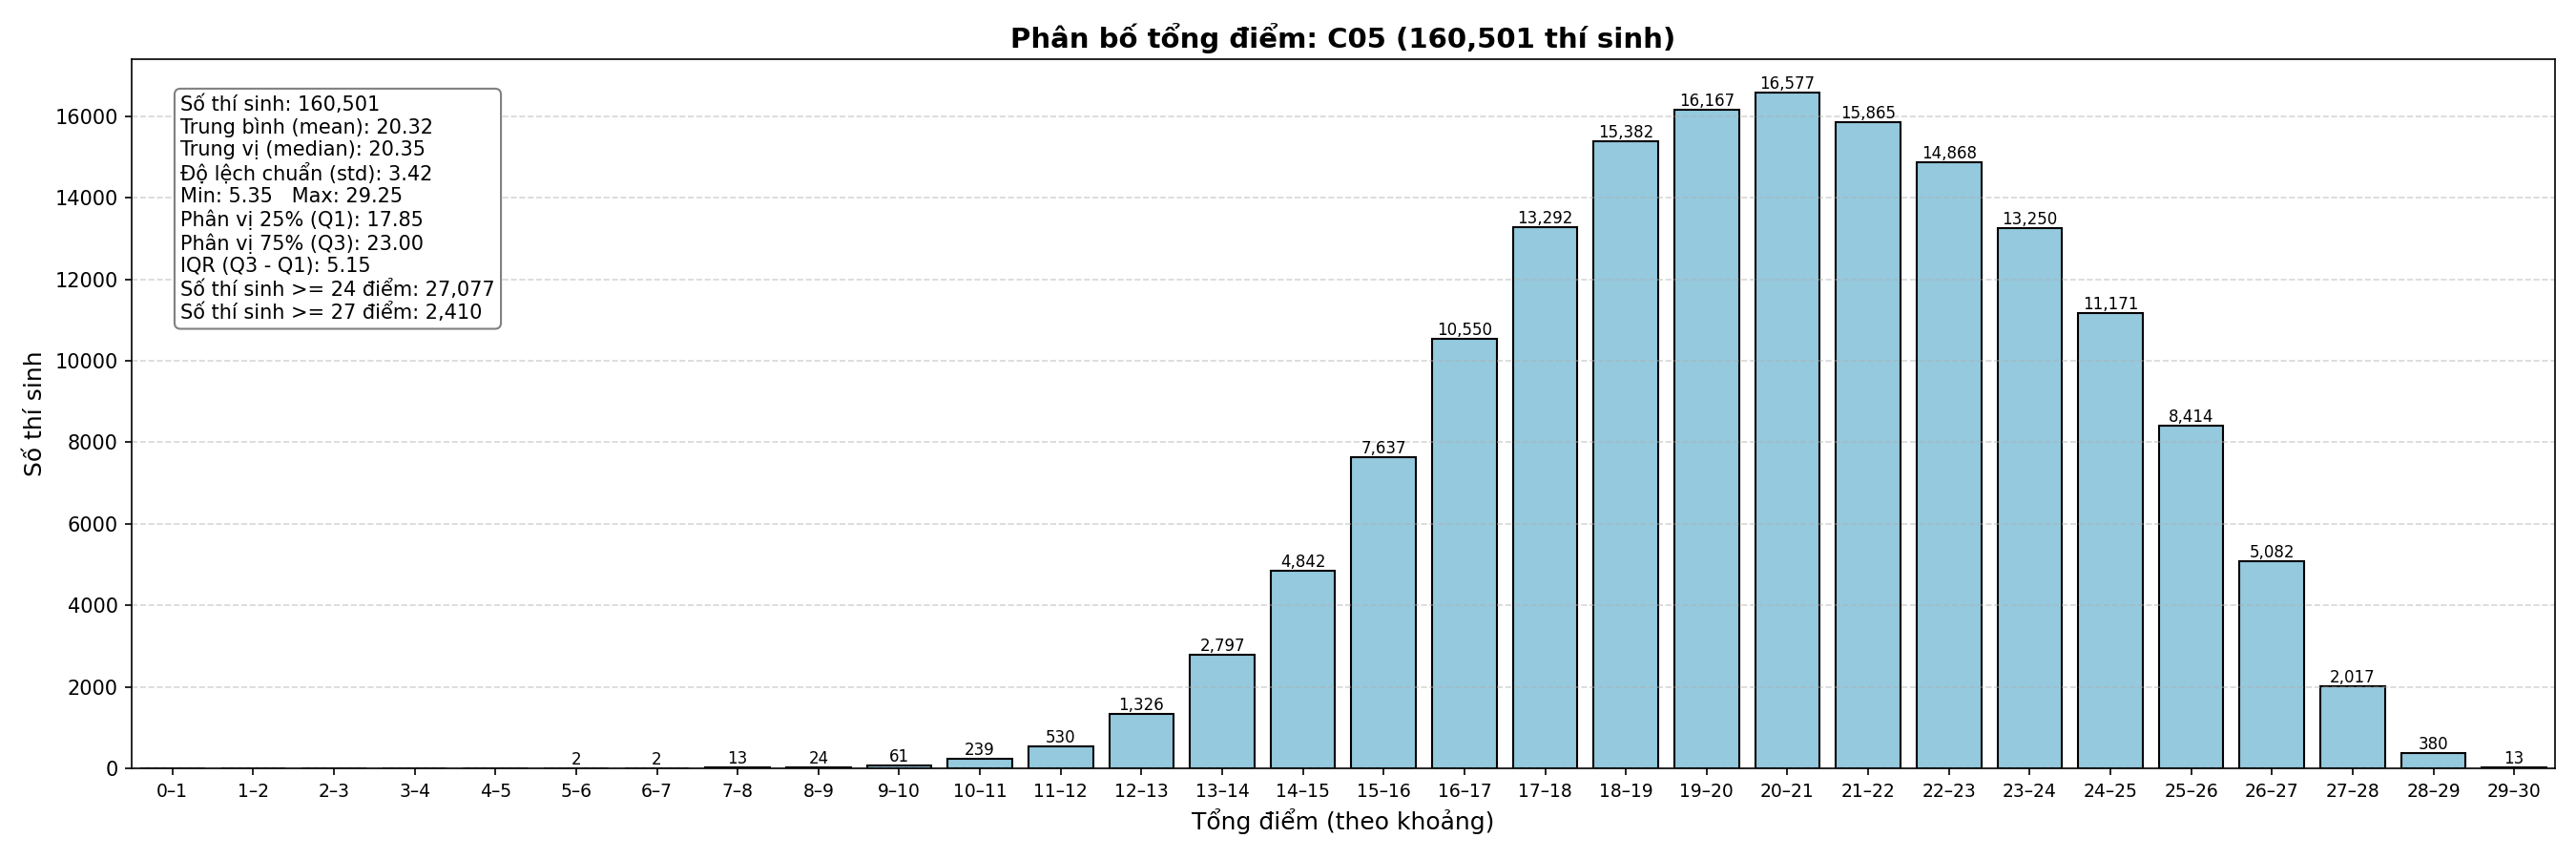 Phân bố tổng điểm: C05 (160,501 thí sinh)
Số thí sinh: 160,501
Trung bình (mean): 20.32
Trung vị (median): 20.35
Độ lệch chuẩn (std): 3.42
Min: 5.35   Max: 29.25
Phân vị 25% (Q1): 17.85
Phân vị 75% (Q3): 23.00
IQR (Q3 - Q1): 5.15
Số thí sinh >= 24 điểm: 27,077
Số thí sinh >= 27 điểm: 2,410
Số thí sinh
16000
14000
12000
10000
8000
6000
4000
2000
0
2 2 13 24 61 239 530 1,326 2,797 4,842 7,637 10,550 13,292 15,382 16,167 16,577 15,865 14,868 13,250 11,171 8,414 5,082 2,017 380 13
0–1 1–2 2–3 3–4 4–5 5–6 6–7 7–8 8–9 9–10 10–11 11–12 12–13 13–14 14–15 15–16 16–17 17–18 18–19 19–20 20–21 21–22 22–23 23–24 24–25 25–26 26–27 27–28 28–29 29–30
Tổng điểm (theo khoảng)